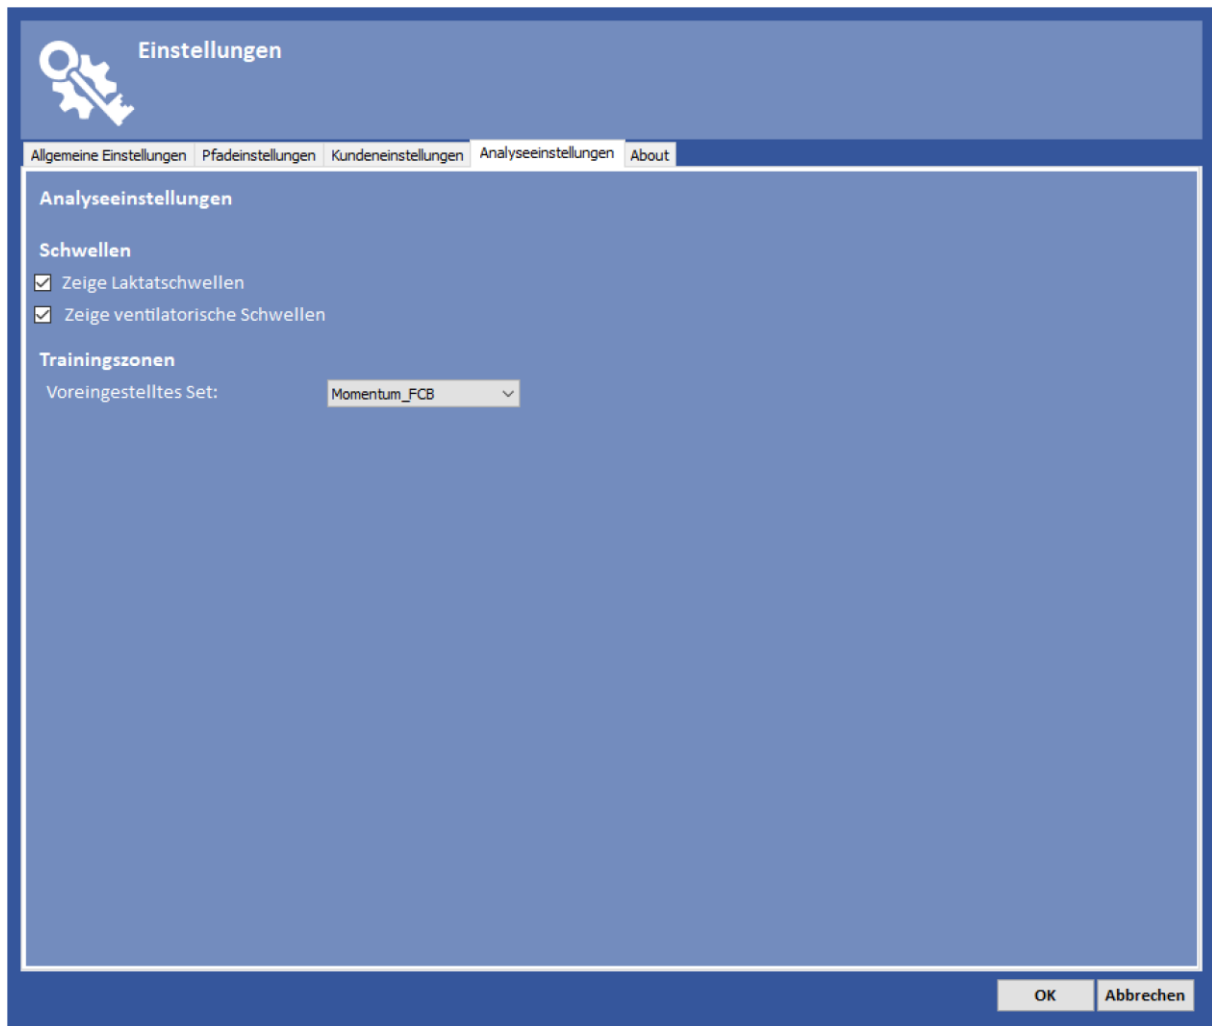 Einstellungen
Allgemeine Einstellungen Pfadeinstellungen Kundeneinstellungen Analyseeinstellungen About
Analyseeinstellungen
Schwellen
Zeige Laktatschwellen
Zeige ventilatorische Schwellen
Trainingszonen
Voreingestelltes Set: Momentum_FCB
OK Abbrechen